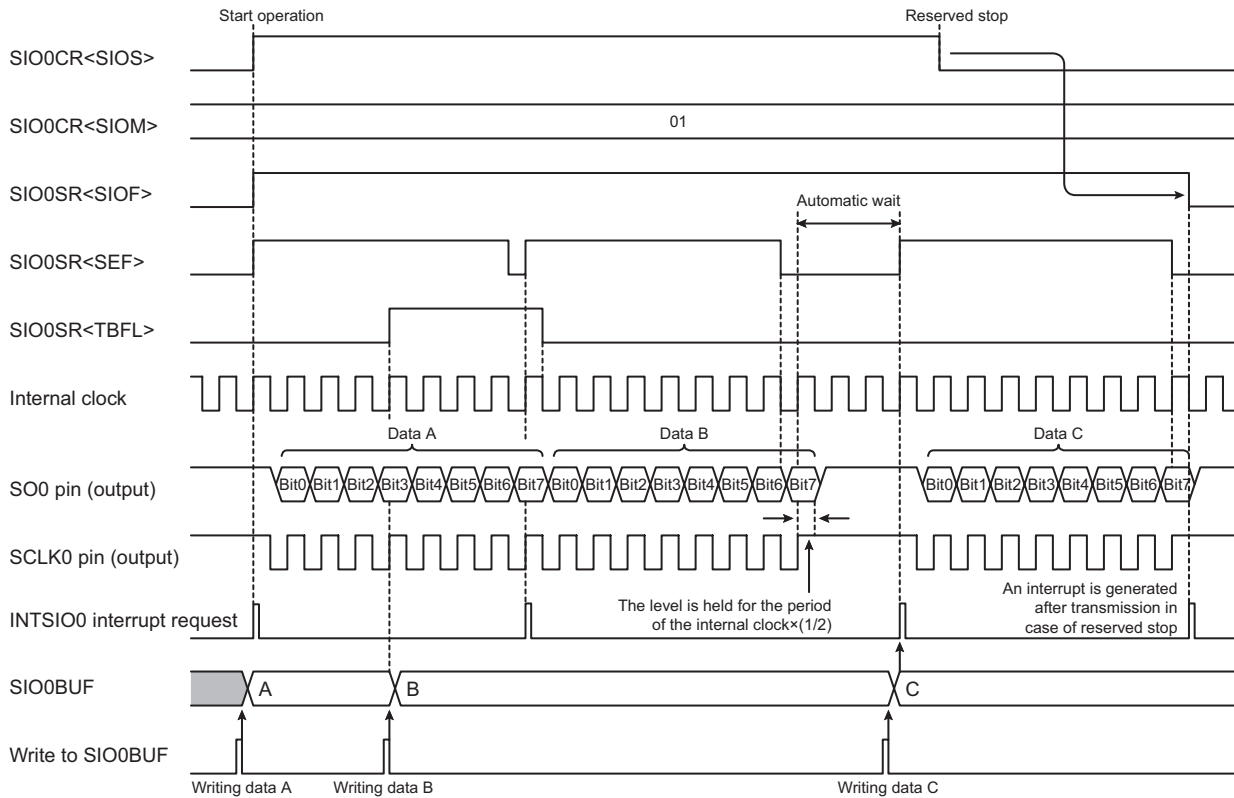 Start operation
Reserved stop
SIO0CR<SIOS>
SIO0CR<SIOM>
01
SIO0SR<SIOF>
Automatic wait
SIO0SR<SEF>
SIO0SR<TBFL>
Internal clock
Data A
Data B
Data C
SO0 pin (output)
Bit0 Bit1 Bit2 Bit3 Bit4 Bit5 Bit6 Bit7 Bit0 Bit1 Bit2 Bit3 Bit4 Bit5 Bit6 Bit7 Bit0 Bit1 Bit2 Bit3 Bit4 Bit5 Bit6 Bit7
SCLK0 pin (output)
The level is held for the period
of the internal clock×(1/2)
An interrupt is generated
after transmission in
case of reserved stop
INTSIO0 interrupt request
SIO0BUF
A
B
C
Write to SIO0BUF
Writing data A
Writing data B
Writing data C